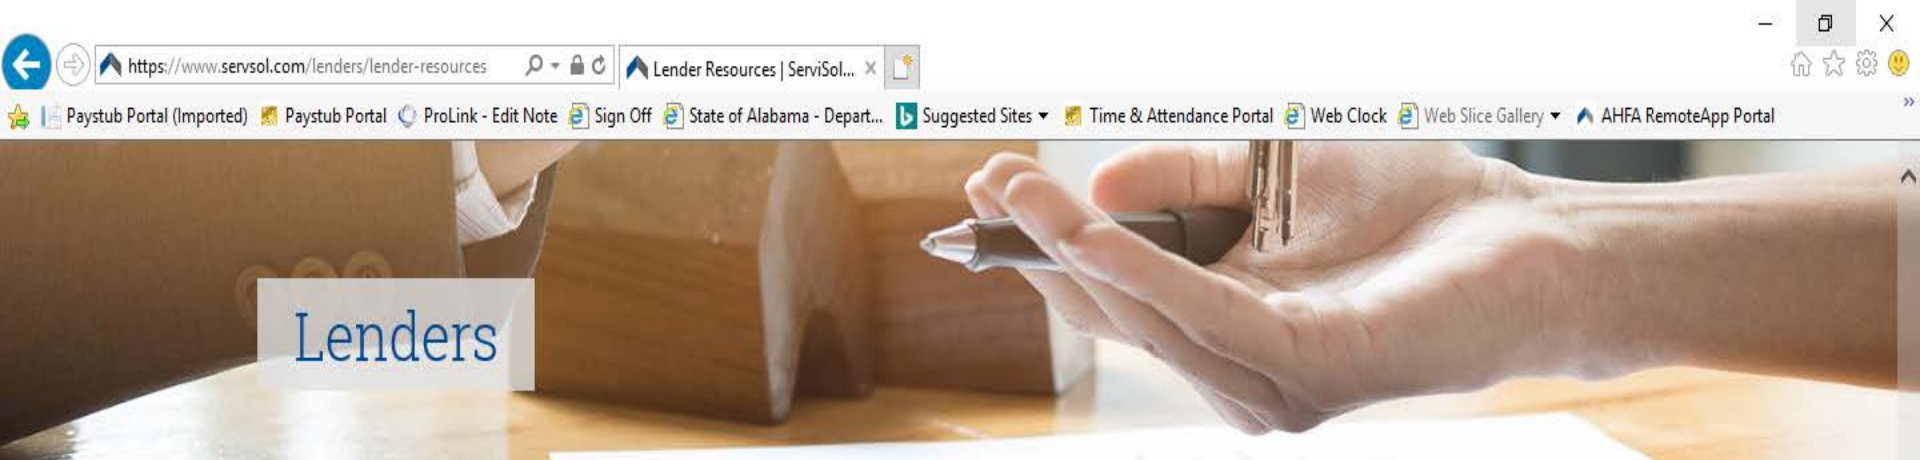 https://www.servsol.com/lenders/lender-resources
Lender Resources | ServiSol...
Paystub Portal (Imported) Paystub Portal ProLink - Edit Note Sign Off State of Alabama - Depart... Suggested Sites Time & Attendance Portal Web Clock Web Slice Gallery AHFA RemoteApp Portal
Lenders